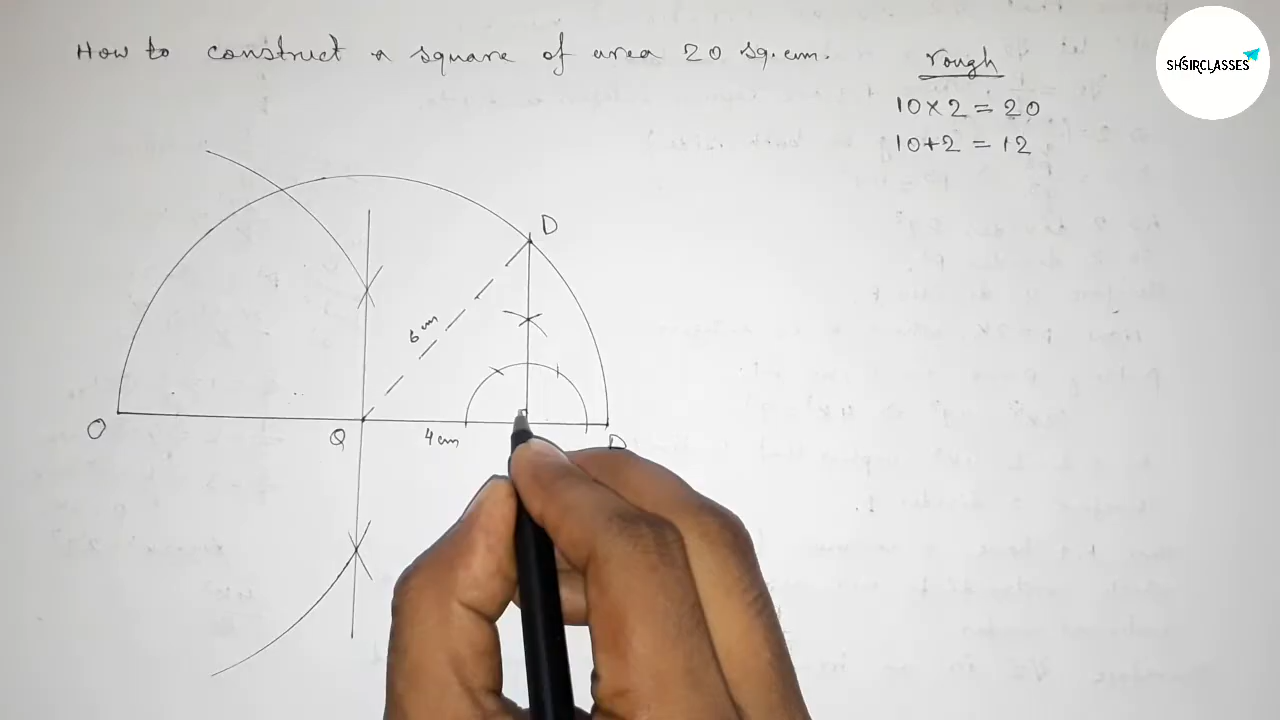 How to construct a square of area 20 sq.cm.
rough
SHSIRCLASSES
10×2 = 20
10+2 = 12
D
6 cm
O
Q
4 cm
D